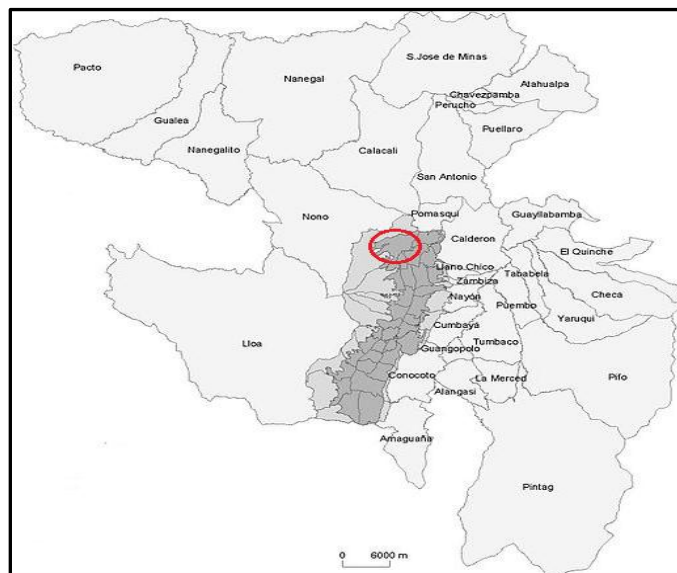 S.Jose de Minas
Pacto
Nanegal
Atahualpa
Chavezpamba
Perucho
Gualea
Puellaro
Nanegalito
Calacali
San Antonio
Nono
Pomasqui
Guayllabamba
Calderon
El Quinche
Llano Chico
Tababela
Zambiza
Checa
Nayón
Puembo
Yaruqui
Cumbaya
Lloa
Tumbaco
Guangopolo
Conocoto
La Merced
Pifo
Alangasi
Amaguaña
Pintag
0 6000 m